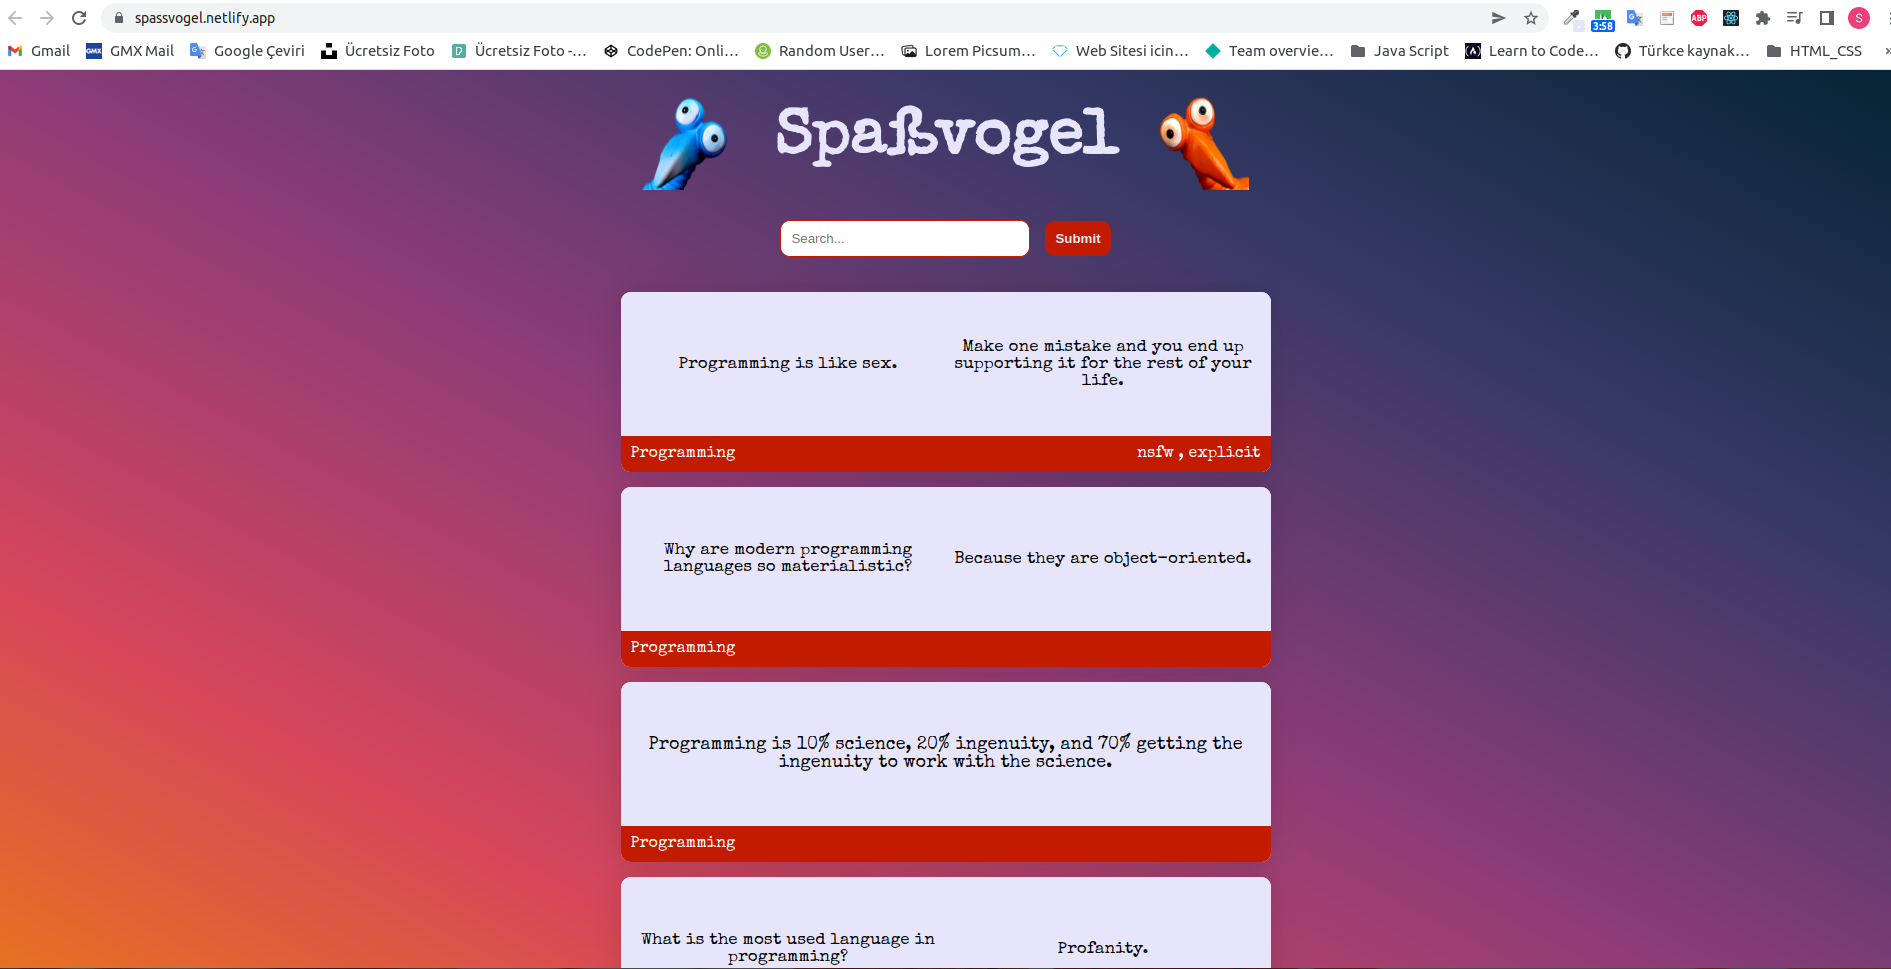 spassvogel.netlify.app
3:58
ABP
S
Gmail
GMX
GMX Mail
Google Çeviri
Ücretsiz Foto
Ücretsiz Foto -...
CodePen: Onli...
Random User...
Lorem Picsum...
Web Sitesi icin...
Team overvie...
Java Script
Learn to Code...
Türkce kaynak...
HTML_CSS
»
Spaßvogel
Search...
Submit
Programming is like sex.
Make one mistake and you end up
supporting it for the rest of your
life.
Programming
nsfw , explicit
Why are modern programming
languages so materialistic?
Because they are object-oriented.
Programming
Programming is 10% science, 20% ingenuity, and 70% getting the
ingenuity to work with the science.
Programming
What is the most used language in
programming?
Profanity.